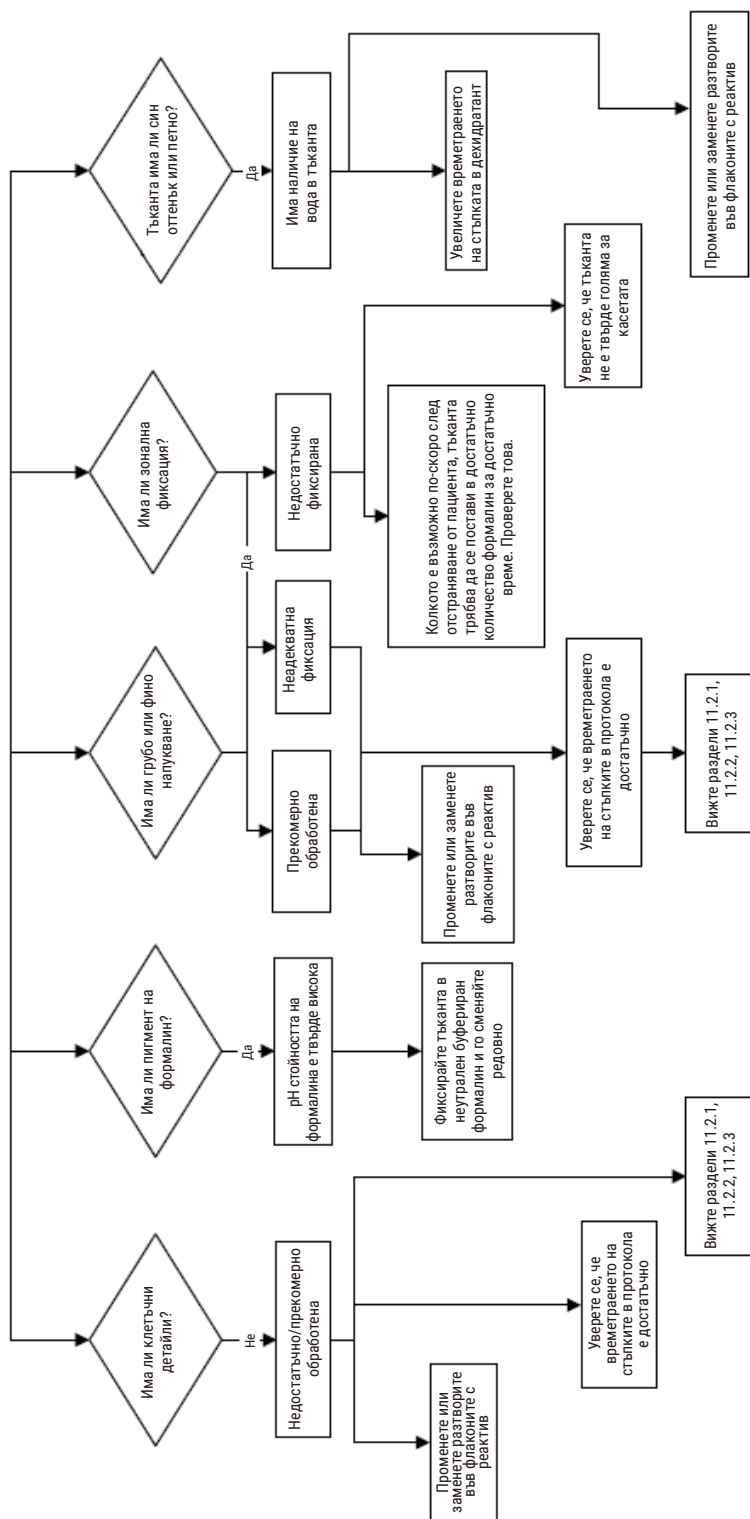 Има ли клетъчни
детайли?
Не
Недостатъчно/прекомерно
обработена
Променете или
заменете разтворите
във флаконите с
реактив
Уверете се, че
времетраенето на
стъпките в протокола
е достатъчно
Вижте раздели 11.2.1,
11.2.2, 11.2.3
Има ли пигмент на
формалин?
Да
pH стойността на
формалина е твърде висока
Фиксирайте тъканта в
неутрален буфериран
формалин и го сменяйте
редовно
Има ли грубо или фино
напукване?
Прекомерно
обработена
Неадекватна
фиксация
Променете или заменете
разтворите във
флаконите с реактив
Уверете се, че времетраенето
на стъпките в протокола е
достатъчно
Вижте раздели 11.2.1,
11.2.2, 11.2.3
Има ли зонална
фиксация?
Да
Недостатъчно
фиксирана
Колкото е възможно по-скоро след
отстраняване от пациента, тъканта
трябва да се постави в достатъчно
количество формалин за достатъчно
време. Проверете това.
Уверете се, че тъканта
не е твърде голяма за
касетата
Тъканта има ли син
оттенък или петно?
Да
Има наличие на
вода в тъканта
Увеличете времетраенето
на стъпката в дехидратант
Променете или заменете разтворите
във флаконите с реактив